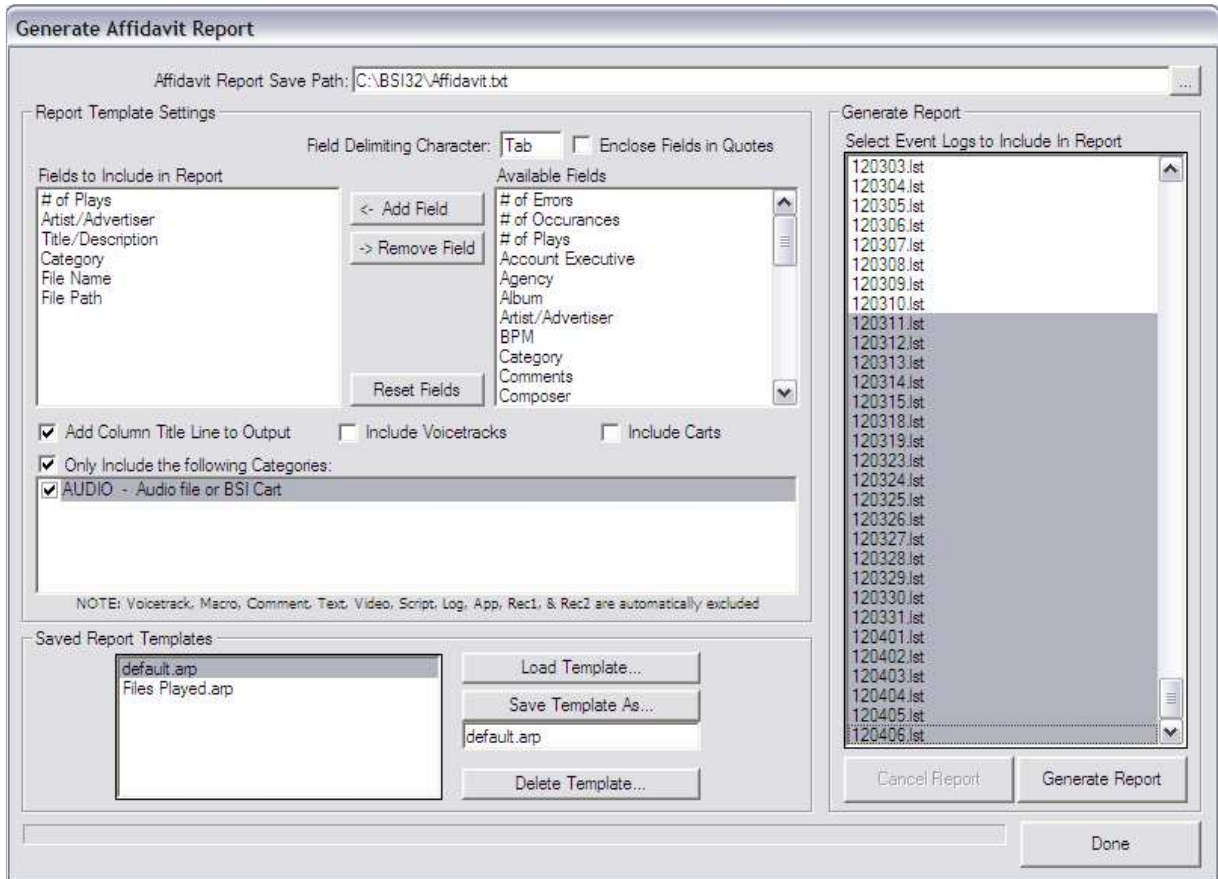 Generate Affidavit Report
Affidavit Report Save Path: C:\BSI32\Affidavit.txt ...
Report Template Settings
Field Delimiting Character: Tab Enclose Fields in Quotes
Fields to Include in Report
# of Plays
Artist/Advertiser
Title/Description
Category
File Name
File Path
<- Add Field
-> Remove Field
Reset Fields
Available Fields
# of Errors
# of Occurances
# of Plays
Account Executive
Agency
Album
Artist/Advertiser
BPM
Category
Comments
Composer
Add Column Title Line to Output Include Voicetracks Include Carts
Only Include the following Categories:
AUDIO - Audio file or BSI Cart
NOTE: Voicetrack, Macro, Comment, Text, Video, Script, Log, App, Rec1, & Rec2 are automatically excluded
Saved Report Templates
default.arp
Files Played.arp
Load Template...
Save Template As...
default.arp
Delete Template...
Generate Report
Select Event Logs to Include In Report
120303.lst
120304.lst
120305.lst
120306.lst
120307.lst
120308.lst
120309.lst
120310.lst
120311.lst
120312.lst
120313.lst
120314.lst
120315.lst
120318.lst
120319.lst
120323.lst
120324.lst
120325.lst
120326.lst
120327.lst
120328.lst
120329.lst
120330.lst
120331.lst
120401.lst
120402.lst
120403.lst
120404.lst
120405.lst
120406.lst
Cancel Report Generate Report
Done